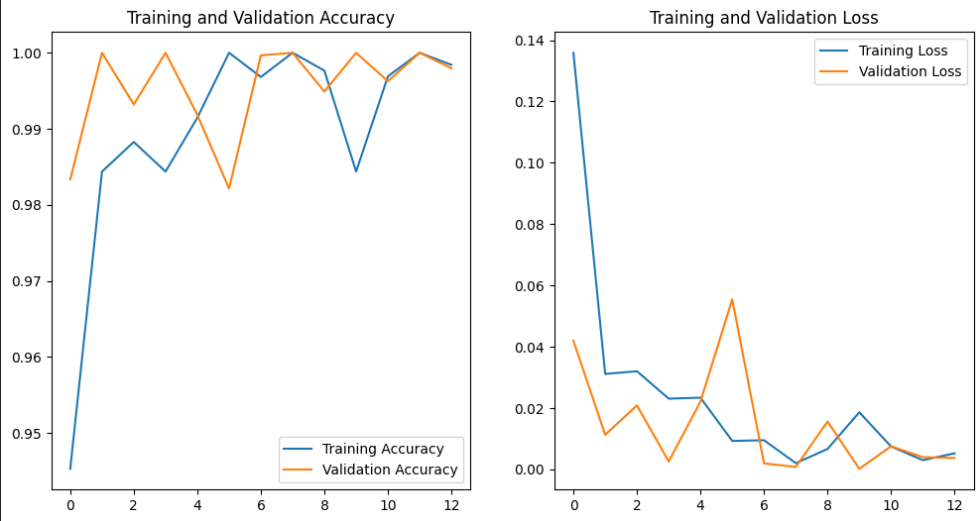 Training and Validation Accuracy
1.00
0.99
0.98
0.97
0.96
0.95
Training Accuracy
Validation Accuracy
0 2 4 6 8 10 12
Training and Validation Loss
0.14
Training Loss
Validation Loss
0.12
0.10
0.08
0.06
0.04
0.02
0.00
0 2 4 6 8 10 12